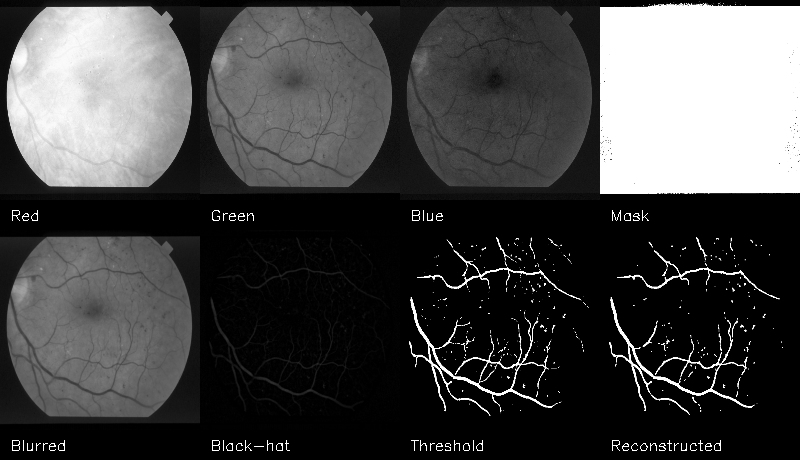 Red
Green
Blue
Mask
Blurred
Black-hat
Threshold
Reconstructed